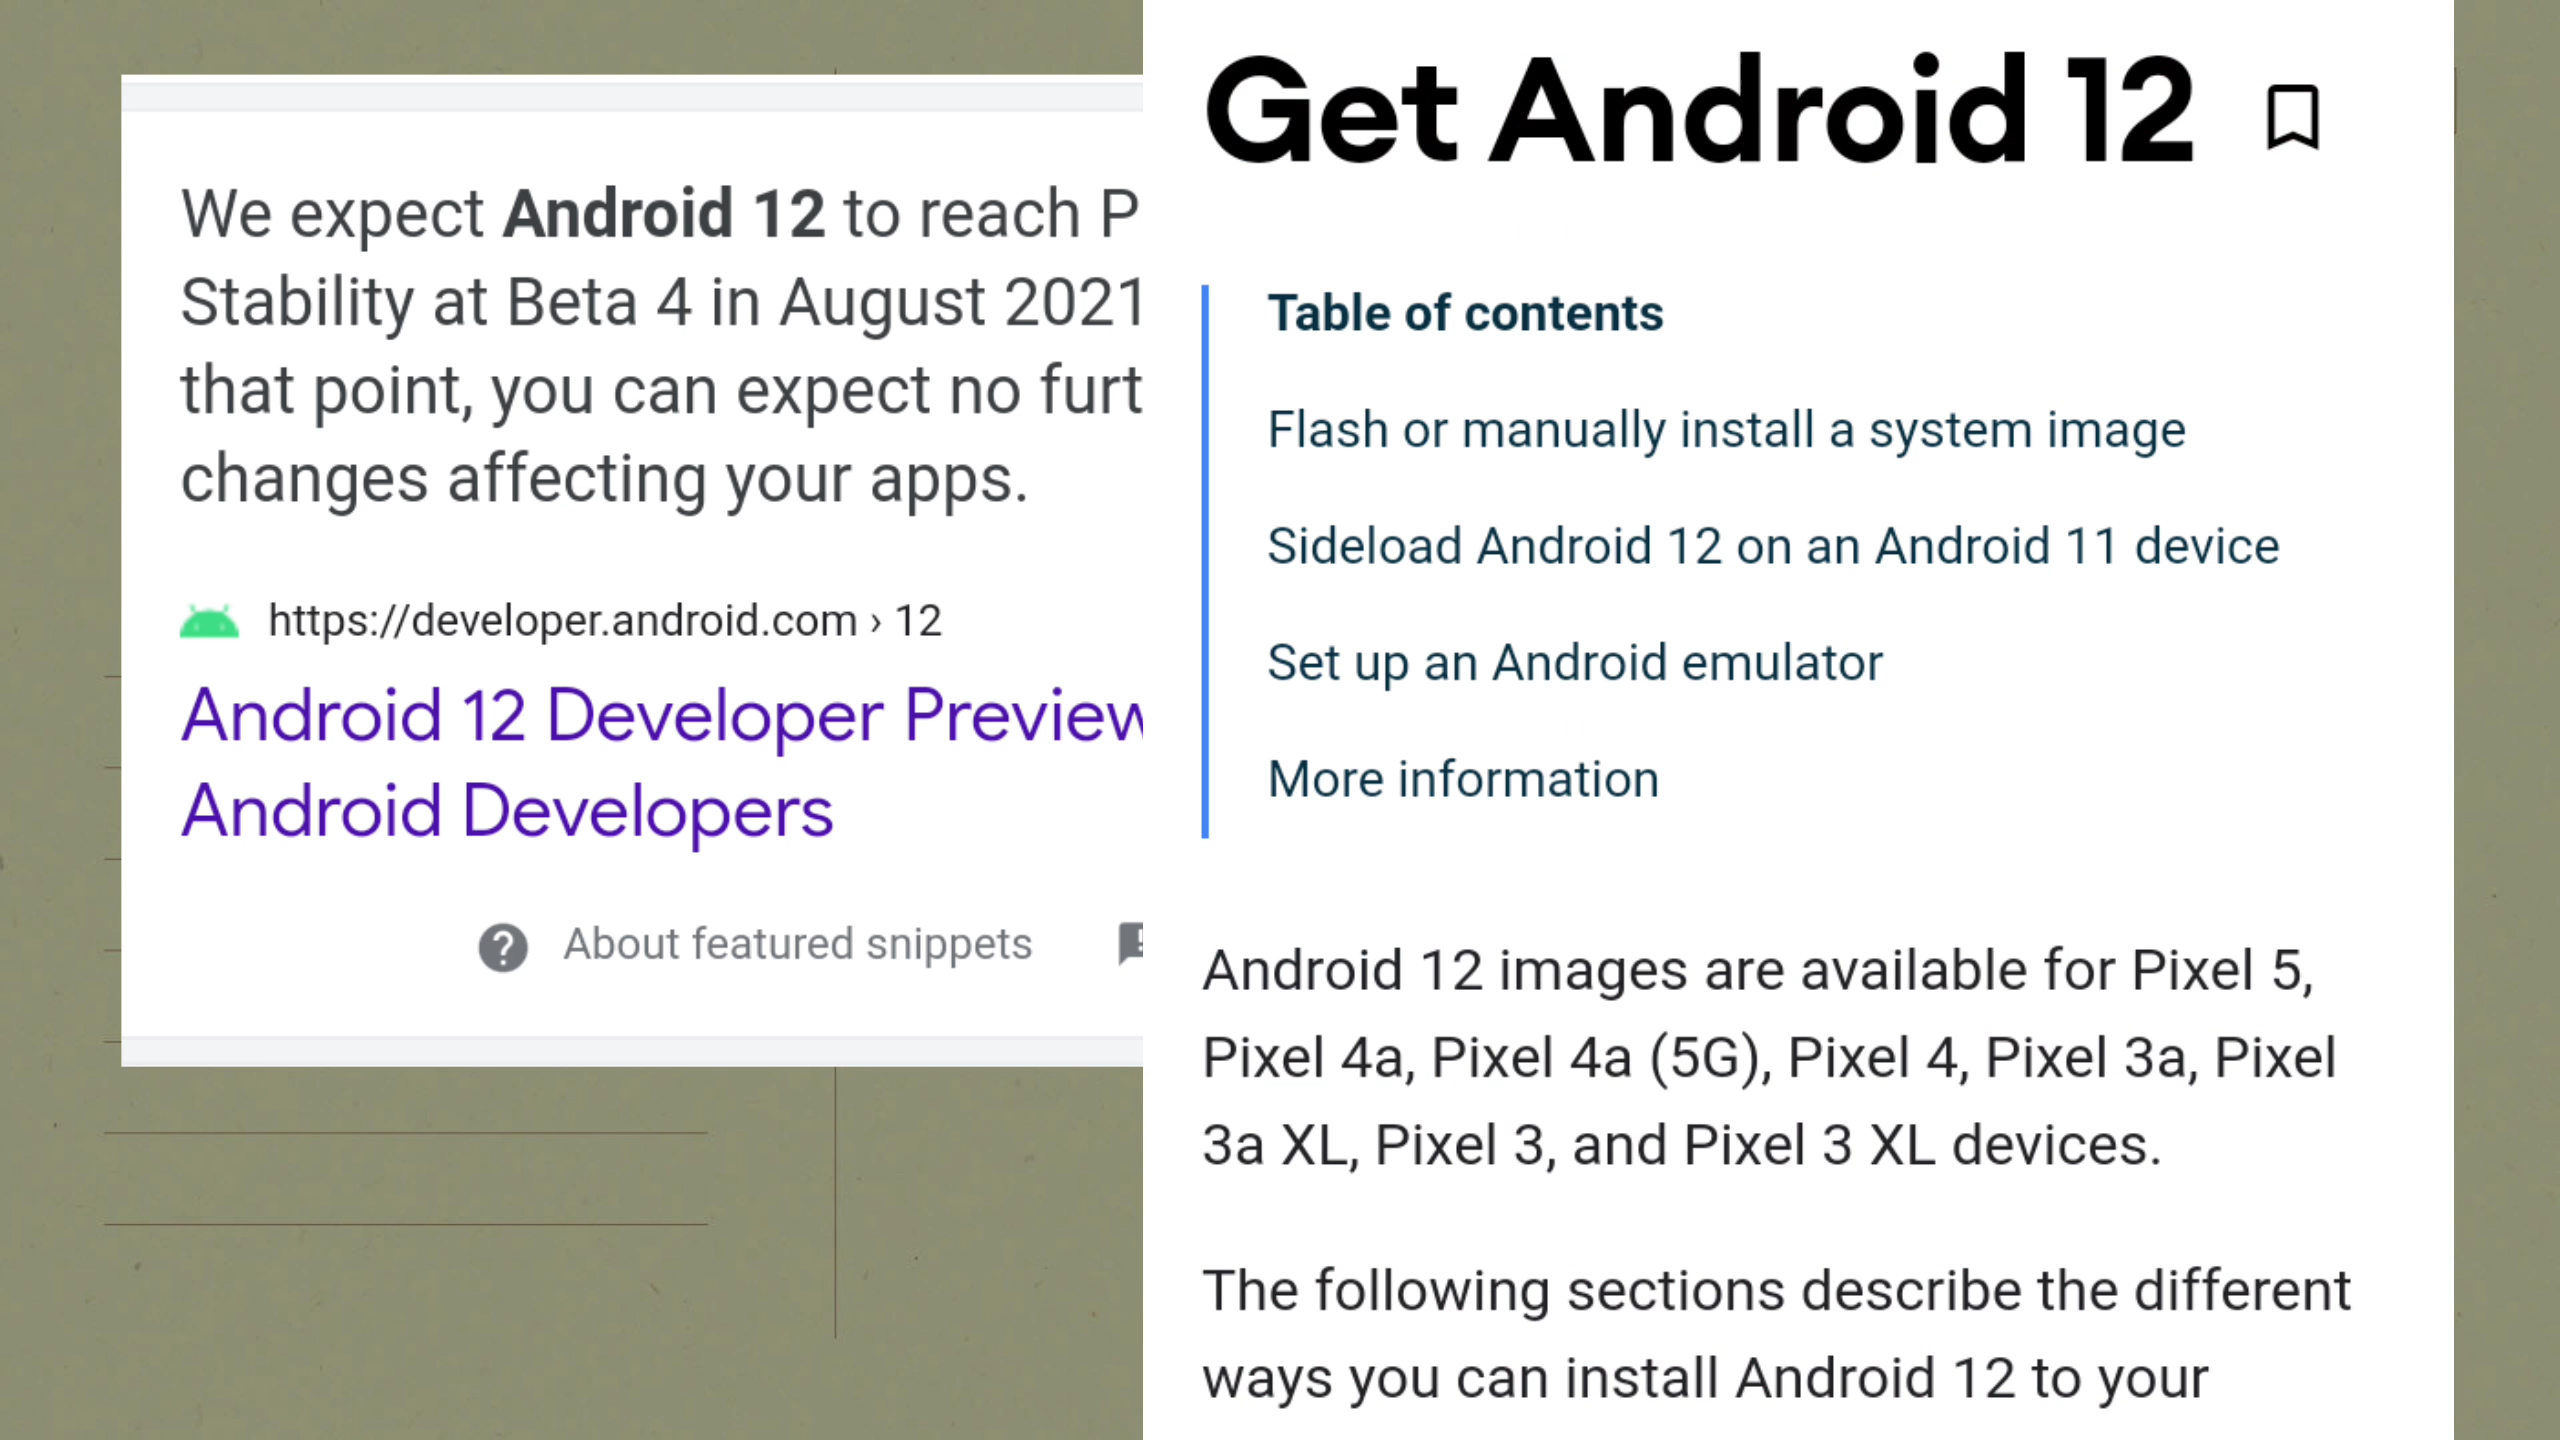 We expect Android 12 to reach P
Stability at Beta 4 in August 2021
that point, you can expect no furt
changes affecting your apps.
https://developer.android.com › 12
Android 12 Developer Preview
Android Developers
About featured snippets
Get Android 12
Table of contents
Flash or manually install a system image
Sideload Android 12 on an Android 11 device
Set up an Android emulator
More information
Android 12 images are available for Pixel 5,
Pixel 4a, Pixel 4a (5G), Pixel 4, Pixel 3a, Pixel
3a XL, Pixel 3, and Pixel 3 XL devices.
The following sections describe the different
ways you can install Android 12 to your